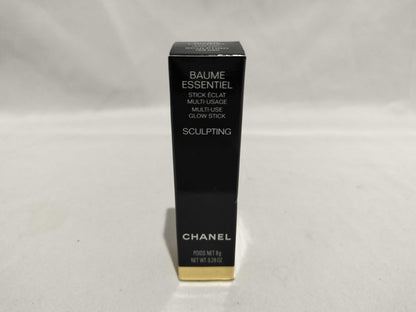 BAUME
ESSENTIEL
STICK ÉCLAT
MULTI-USAGE
MULTI-USE
GLOW STICK
SCULPTING
CHANEL
POIDS NET 8g
NET WT. 0.28 OZ